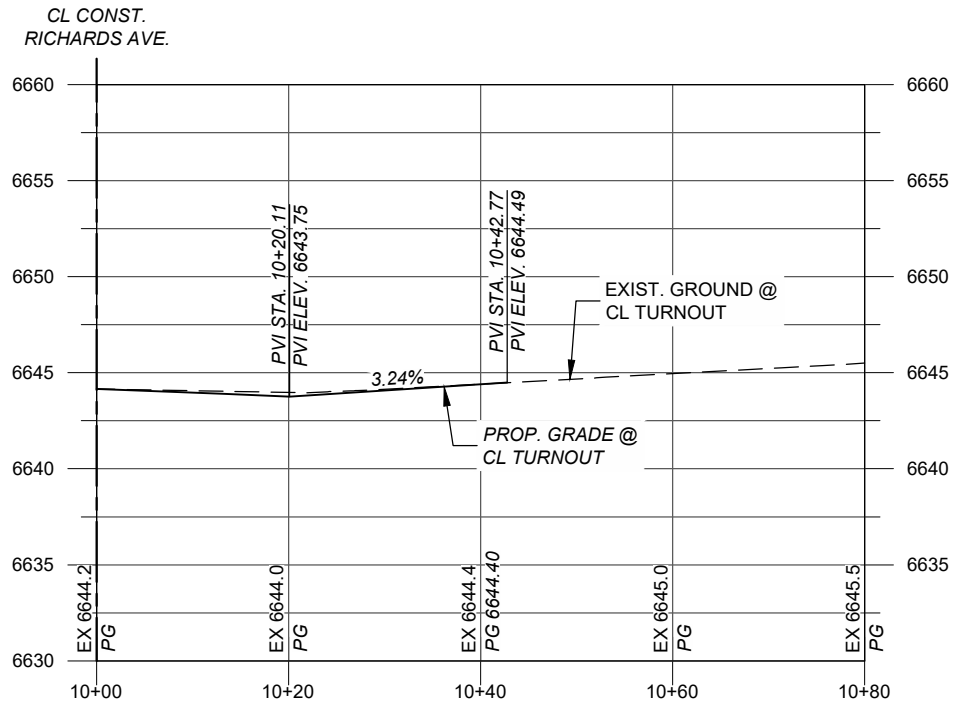 CL CONST.
RICHARDS AVE.
6660
6660
6655
6655
PVI STA. 10+20.11
PVI ELEV. 6643.75
PVI STA. 10+42.77
PVI ELEV. 6644.49
6650
6650
EXIST. GROUND @
CL TURNOUT
6645
3.24%
6645
PROP. GRADE @
CL TURNOUT
6640
6640
6635
6635
EX 6644.2
PG
EX 6644.0
PG
EX 6644.4
PG 6644.40
EX 6645.0
PG
EX 6645.5
PG
6630
6630
10+00
10+20
10+40
10+60
10+80